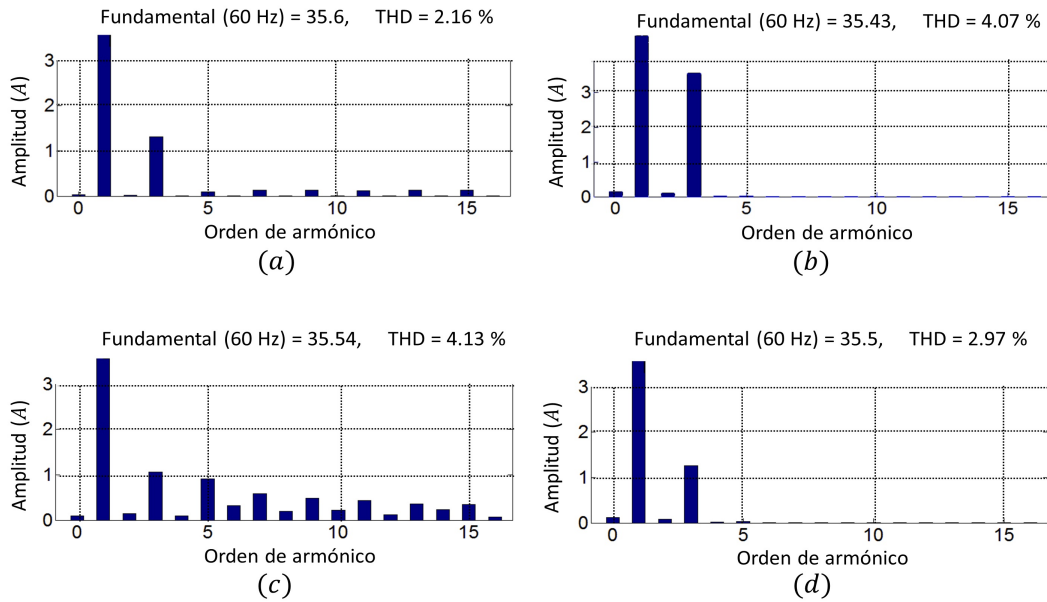 Fundamental (60 Hz) = 35.6, THD = 2.16 %
Amplitud (A)
3
2
1
0
0 5 10 15
Orden de armónico
(a)
Fundamental (60 Hz) = 35.43, THD = 4.07 %
Amplitud (A)
3
2
1
0
0 5 10 15
Orden de armónico
(b)
Fundamental (60 Hz) = 35.54, THD = 4.13 %
Amplitud (A)
3
2
1
0
0 5 10 15
Orden de armónico
(c)
Fundamental (60 Hz) = 35.5, THD = 2.97 %
Amplitud (A)
3
2
1
0
0 5 10 15
Orden de armónico
(d)